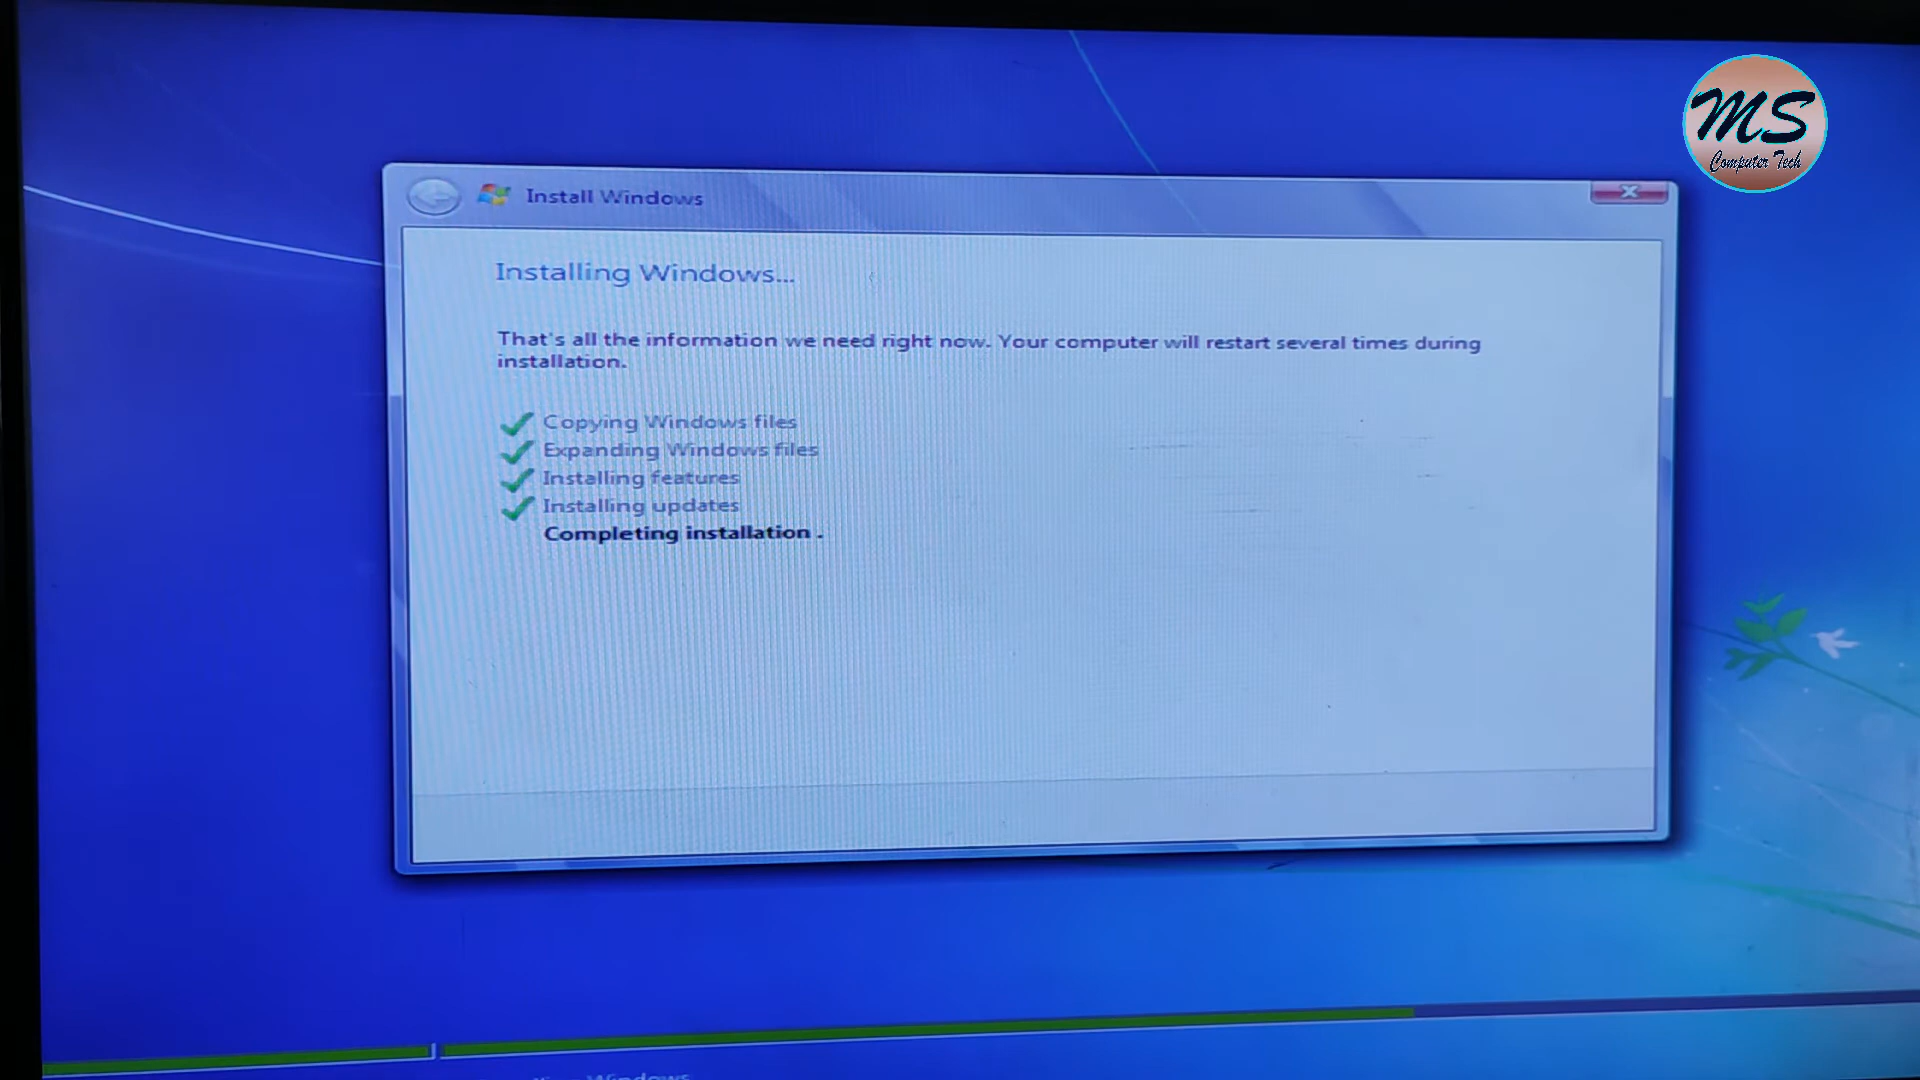 MS
Computer Tech
Install Windows
Installing Windows...
That's all the information we need right now. Your computer will restart several times during
installation.
Copying Windows files
Expanding Windows files
Installing features
Installing updates
Completing installation .
Windows